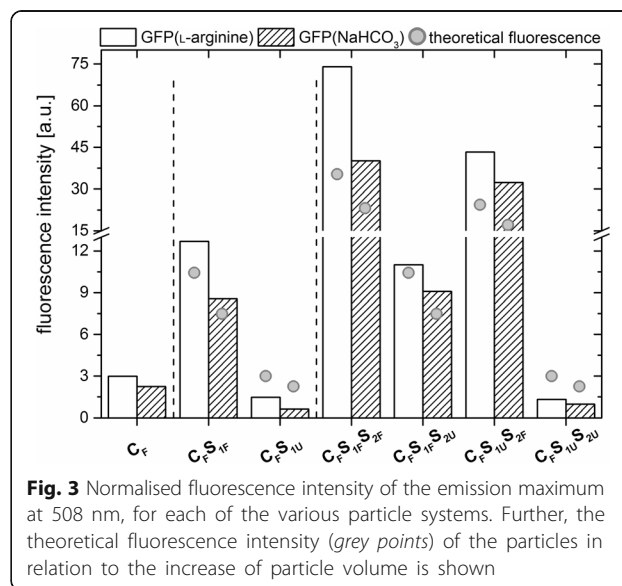 GFP(L-arginine) GFP(NaHCO3) theoretical fluorescence
fluorescence intensity [a.u.]
75
60
45
30
15
12
9
6
3
0
CF CFS1F CFS1U CFS1FS2F CFS1FS2U CFS1US2F CFS1US2U
Fig. 3 Normalised fluorescence intensity of the emission maximum
at 508 nm, for each of the various particle systems. Further, the
theoretical fluorescence intensity (grey points) of the particles in
relation to the increase of particle volume is shown